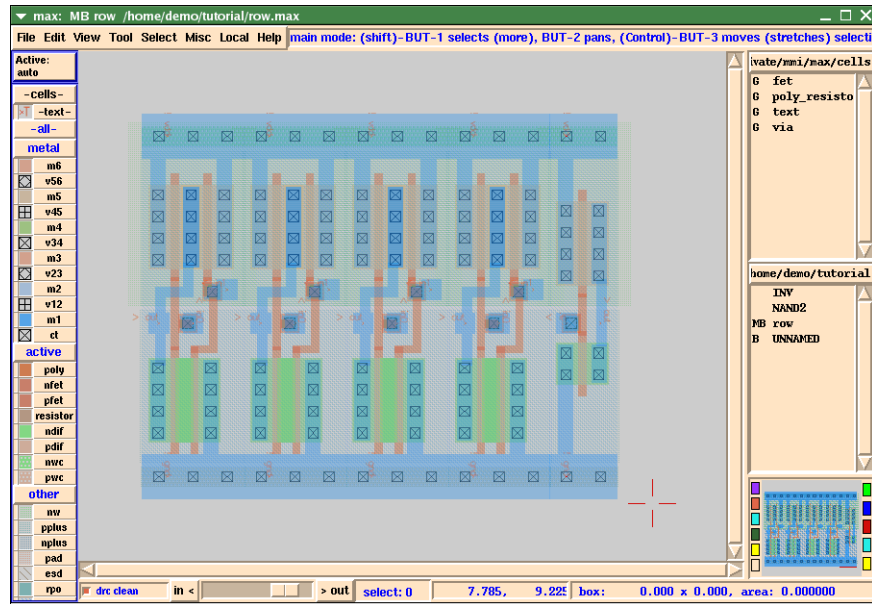 max: MB row /home/demo/tutorial/row.max
File Edit View Tool Select Misc Local Help main mode: (shift)-BUT-1 selects (more), BUT-2 pans, (Control)-BUT-3 moves (stretches) selecti
Active:
auto
-cells-
>T -text-
-all-
metal
m6
v56
m5
v45
m4
v34
m3
v23
m2
v12
m1
ct
active
poly
nfet
pfet
resistor
ndif
pdif
nwc
pwc
other
nw
pplus
nplus
pad
esd
rpo
ivate/mmi/max/cells
G fet
G poly_resisto
G text
G via
home/demo/tutorial
INV
NAND2
MB row
B UNNAMED
drc clean in < > out select: 0 7.785, 9.225 box: 0.000 x 0.000, area: 0.000000